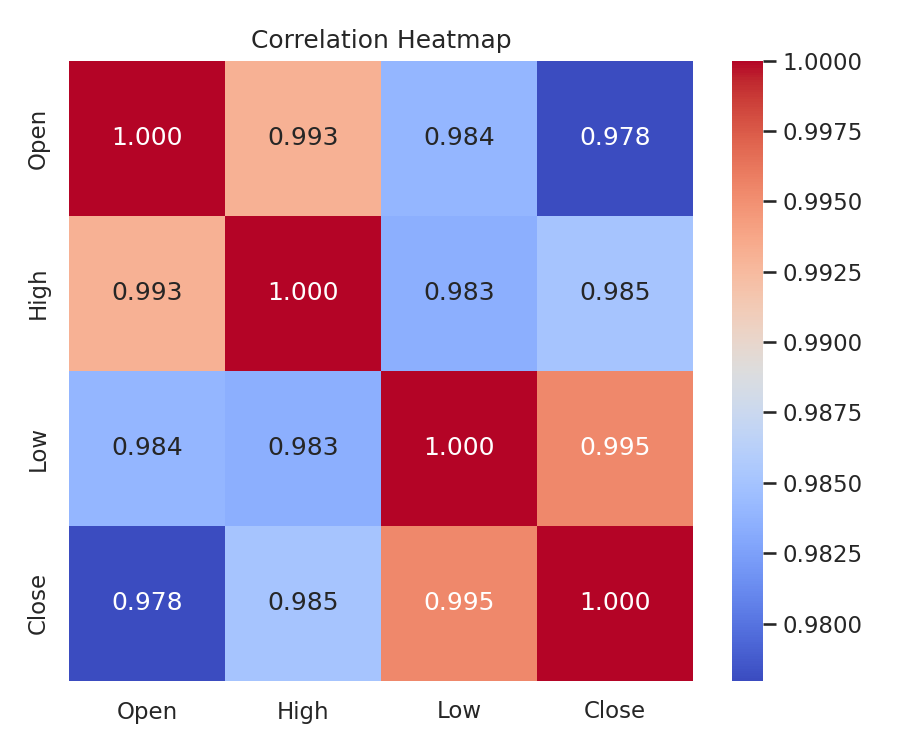 Correlation Heatmap
Open 1.000 0.993 0.984 0.978
High 0.993 1.000 0.983 0.985
Low 0.984 0.983 1.000 0.995
Close 0.978 0.985 0.995 1.000
Open High Low Close
1.0000
0.9975
0.9950
0.9925
0.9900
0.9875
0.9850
0.9825
0.9800